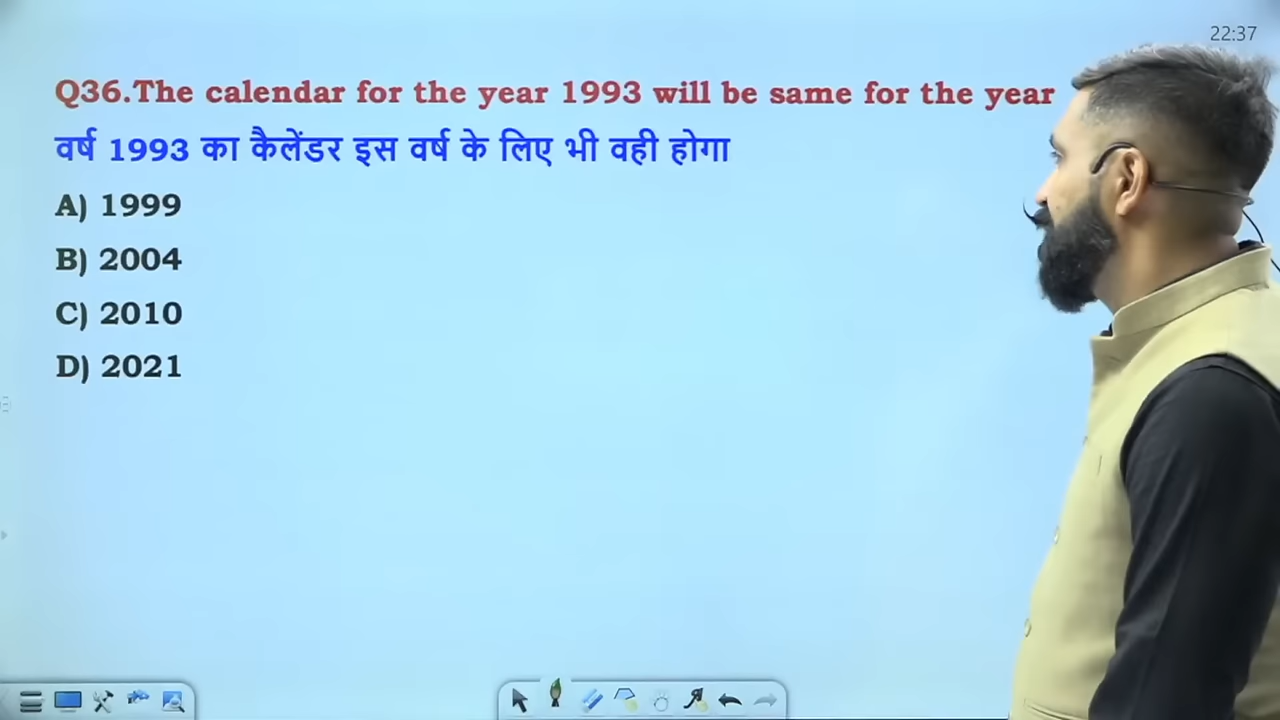 22:37
Q36.The calendar for the year 1993 will be same for the year
वर्ष 1993 का कैलेंडर इस वर्ष के लिए भी वही होगा
A) 1999
B) 2004
C) 2010
D) 2021